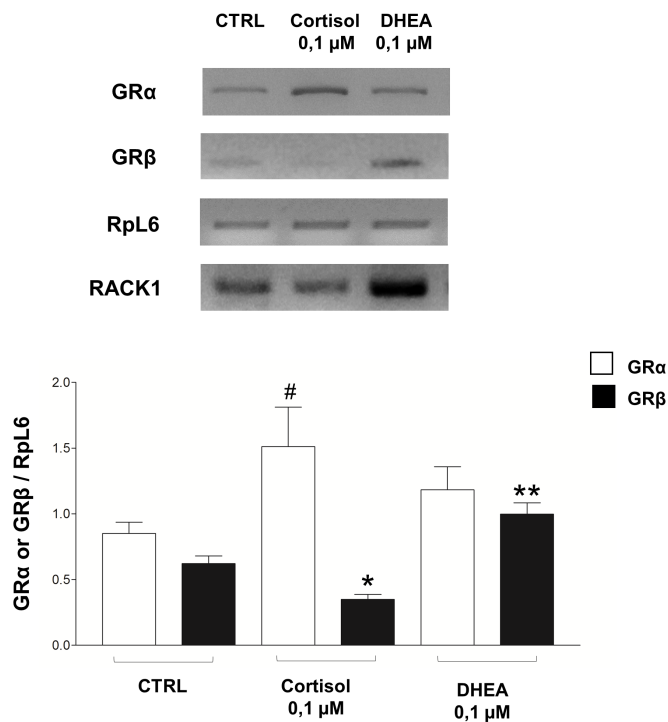 CTRL Cortisol DHEA
0,1 µM 0,1 µM
GRα
GRβ
RpL6
RACK1
GRα
GRβ
2.0
1.5
1.0
0.5
0.0
GRα or GRβ / RpL6
#
*
**
CTRL Cortisol DHEA
0,1 µM 0,1 µM